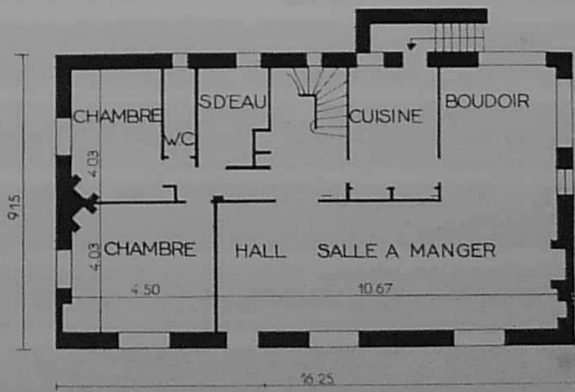 CHAMBRE
W.C
S.D'EAU
CUISINE
BOUDOIR
4.03
9.15
4.03
CHAMBRE
HALL SALLE A MANGER
4.50
10.67
16.25